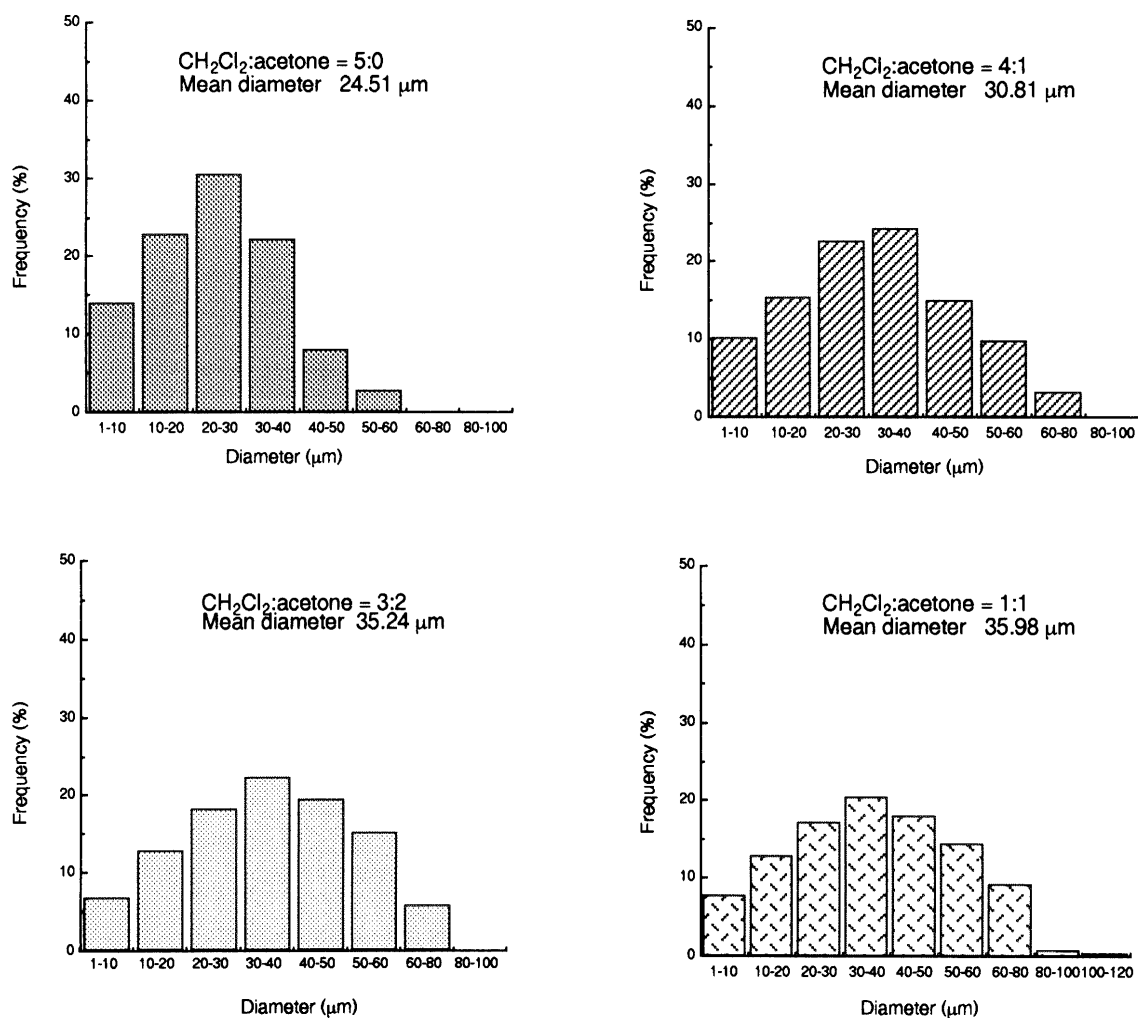 CH₂Cl₂:acetone = 5:0
Mean diameter 24.51 μm
50
40
30
20
10
0
Frequency (%)
1-10 10-20 20-30 30-40 40-50 50-60 60-80 80-100
Diameter (μm)
CH₂Cl₂:acetone = 4:1
Mean diameter 30.81 μm
50
40
30
20
10
0
Frequency (%)
1-10 10-20 20-30 30-40 40-50 50-60 60-80 80-100
Diameter (μm)
CH₂Cl₂:acetone = 3:2
Mean diameter 35.24 μm
50
40
30
20
10
0
Frequency (%)
1-10 10-20 20-30 30-40 40-50 50-60 60-80 80-100
Diameter (μm)
CH₂Cl₂:acetone = 1:1
Mean diameter 35.98 μm
50
40
30
20
10
0
Frequency (%)
1-10 10-20 20-30 30-40 40-50 50-60 60-80 80-100 100-120
Diameter (μm)